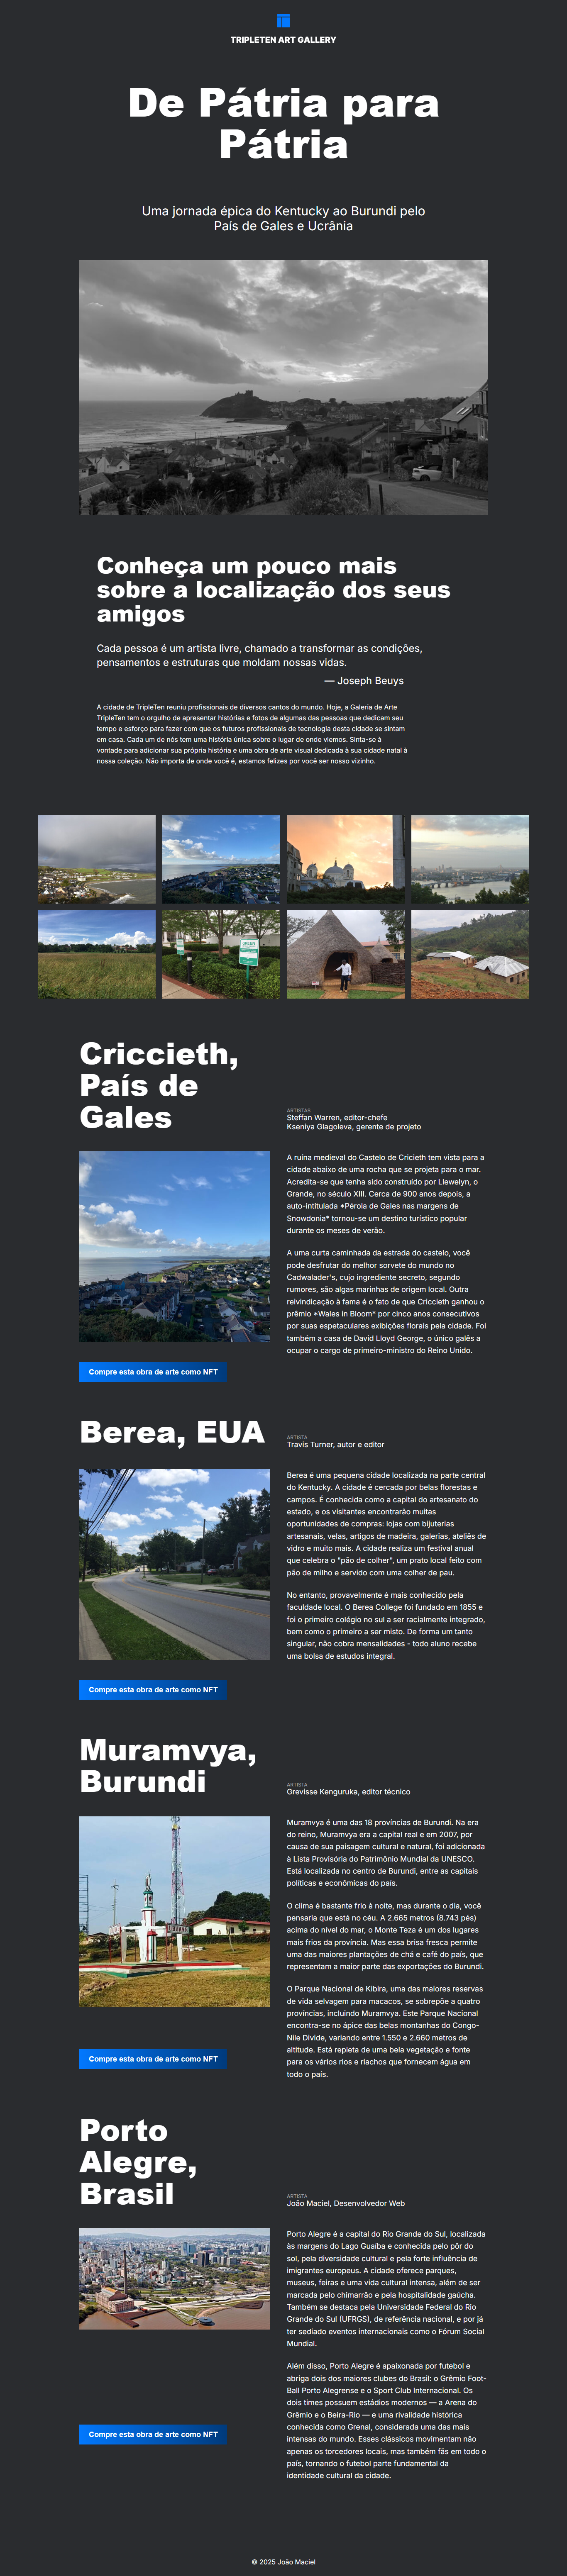 TRIPLETEN ART GALLERY
De Pátria para
Pátria
Uma jornada épica do Kentucky ao Burundi pelo
País de Gales e Ucrânia
Conheça um pouco mais
sobre a localização dos seus
amigos
Cada pessoa é um artista livre, chamado a transformar as condições,
pensamentos e estruturas que moldam nossas vidas.
— Joseph Beuys
A cidade de TripleTen reuniu profissionais de diversos cantos do mundo. Hoje, a Galeria de Arte
TripleTen tem o orgulho de apresentar histórias e fotos de algumas das pessoas que dedicam seu
tempo e esforço para fazer com que os futuros profissionais de tecnologia desta cidade se sintam
em casa. Cada um de nós tem uma história única sobre o lugar de onde viemos. Sinta-se à
vontade para adicionar sua própria história e uma obra de arte visual dedicada à sua cidade natal à
nossa coleção. Não importa de onde você é, estamos felizes por você ser nosso vizinho.
Criccieth,
País de
Gales
ARTISTAS
Steffan Warren, editor-chefe
Kseniya Glagoleva, gerente de projeto
A ruína medieval do Castelo de Cricieth tem vista para a
cidade abaixo de uma rocha que se projeta para o mar.
Acredita-se que tenha sido construído por Llewelyn, o
Grande, no século XIII. Cerca de 900 anos depois, a
auto-intitulada *Pérola de Gales nas margens de
Snowdonia* tornou-se um destino turístico popular
durante os meses de verão.
A uma curta caminhada da estrada do castelo, você
pode desfrutar do melhor sorvete do mundo no
Cadwalader's, cujo ingrediente secreto, segundo
rumores, são algas marinhas de origem local. Outra
reivindicação à fama é o fato de que Criccieth ganhou o
prêmio *Wales in Bloom* por cinco anos consecutivos
por suas espetaculares exibições florais pela cidade. Foi
também a casa de David Lloyd George, o único galês a
ocupar o cargo de primeiro-ministro do Reino Unido.
Compre esta obra de arte como NFT
Berea, EUA
ARTISTA
Travis Turner, autor e editor
Berea é uma pequena cidade localizada na parte central
do Kentucky. A cidade é cercada por belas florestas e
campos. É conhecida como a capital do artesanato do
estado, e os visitantes encontrarão muitas
oportunidades de compras: lojas com bijuterias
artesanais, velas, artigos de madeira, galerias, ateliês de
vidro e muito mais. A cidade realiza um festival anual
que celebra o "pão de colher", um prato local feito com
pão de milho e servido com uma colher de pau.
No entanto, provavelmente é mais conhecido pela
faculdade local. O Berea College foi fundado em 1855 e
foi o primeiro colégio no sul a ser racialmente integrado,
bem como o primeiro a ser misto. De forma um tanto
singular, não cobra mensalidades - todo aluno recebe
uma bolsa de estudos integral.
Compre esta obra de arte como NFT
Muramvya,
Burundi
ARTISTA
Grevisse Kenguruka, editor técnico
Muramvya é uma das 18 províncias de Burundi. Na era
do reino, Muramvya era a capital real e em 2007, por
causa de sua paisagem cultural e natural, foi adicionada
à Lista Provisória do Patrimônio Mundial da UNESCO.
Está localizada no centro de Burundi, entre as capitais
políticas e econômicas do país.
O clima é bastante frio à noite, mas durante o dia, você
pensaria que está no céu. A 2.665 metros (8.743 pés)
acima do nível do mar, o Monte Teza é um dos lugares
mais frios da província. Mas essa brisa fresca permite
uma das maiores plantações de chá e café do país, que
representam a maior parte das exportações do Burundi.
O Parque Nacional de Kibira, uma das maiores reservas
de vida selvagem para macacos, se sobrepõe a quatro
províncias, incluindo Muramvya. Este Parque Nacional
encontra-se no ápice das belas montanhas do Congo-
Nile Divide, variando entre 1.550 e 2.660 metros de
altitude. Está repleta de uma bela vegetação e fonte
para os vários rios e riachos que fornecem água em
todo o país.
Compre esta obra de arte como NFT
Porto
Alegre,
Brasil
ARTISTA
João Maciel, Desenvolvedor Web
Porto Alegre é a capital do Rio Grande do Sul, localizada
às margens do Lago Guaíba e conhecida pelo pôr do
sol, pela diversidade cultural e pela forte influência de
imigrantes europeus. A cidade oferece parques,
museus, feiras e uma vida cultural intensa, além de ser
marcada pelo chimarrão e pela hospitalidade gaúcha.
Também se destaca pela Universidade Federal do Rio
Grande do Sul (UFRGS), de referência nacional, e por já
ter sediado eventos internacionais como o Fórum Social
Mundial.
Além disso, Porto Alegre é apaixonada por futebol e
abriga dois dos maiores clubes do Brasil: o Grêmio Foot-
Ball Porto Alegrense e o Sport Club Internacional. Os
dois times possuem estádios modernos — a Arena do
Grêmio e o Beira-Rio — e uma rivalidade histórica
conhecida como Grenal, considerada uma das mais
intensas do mundo. Esses clássicos movimentam não
apenas os torcedores locais, mas também fãs em todo o
país, tornando o futebol parte fundamental da
identidade cultural da cidade.
Compre esta obra de arte como NFT
© 2025 João Maciel